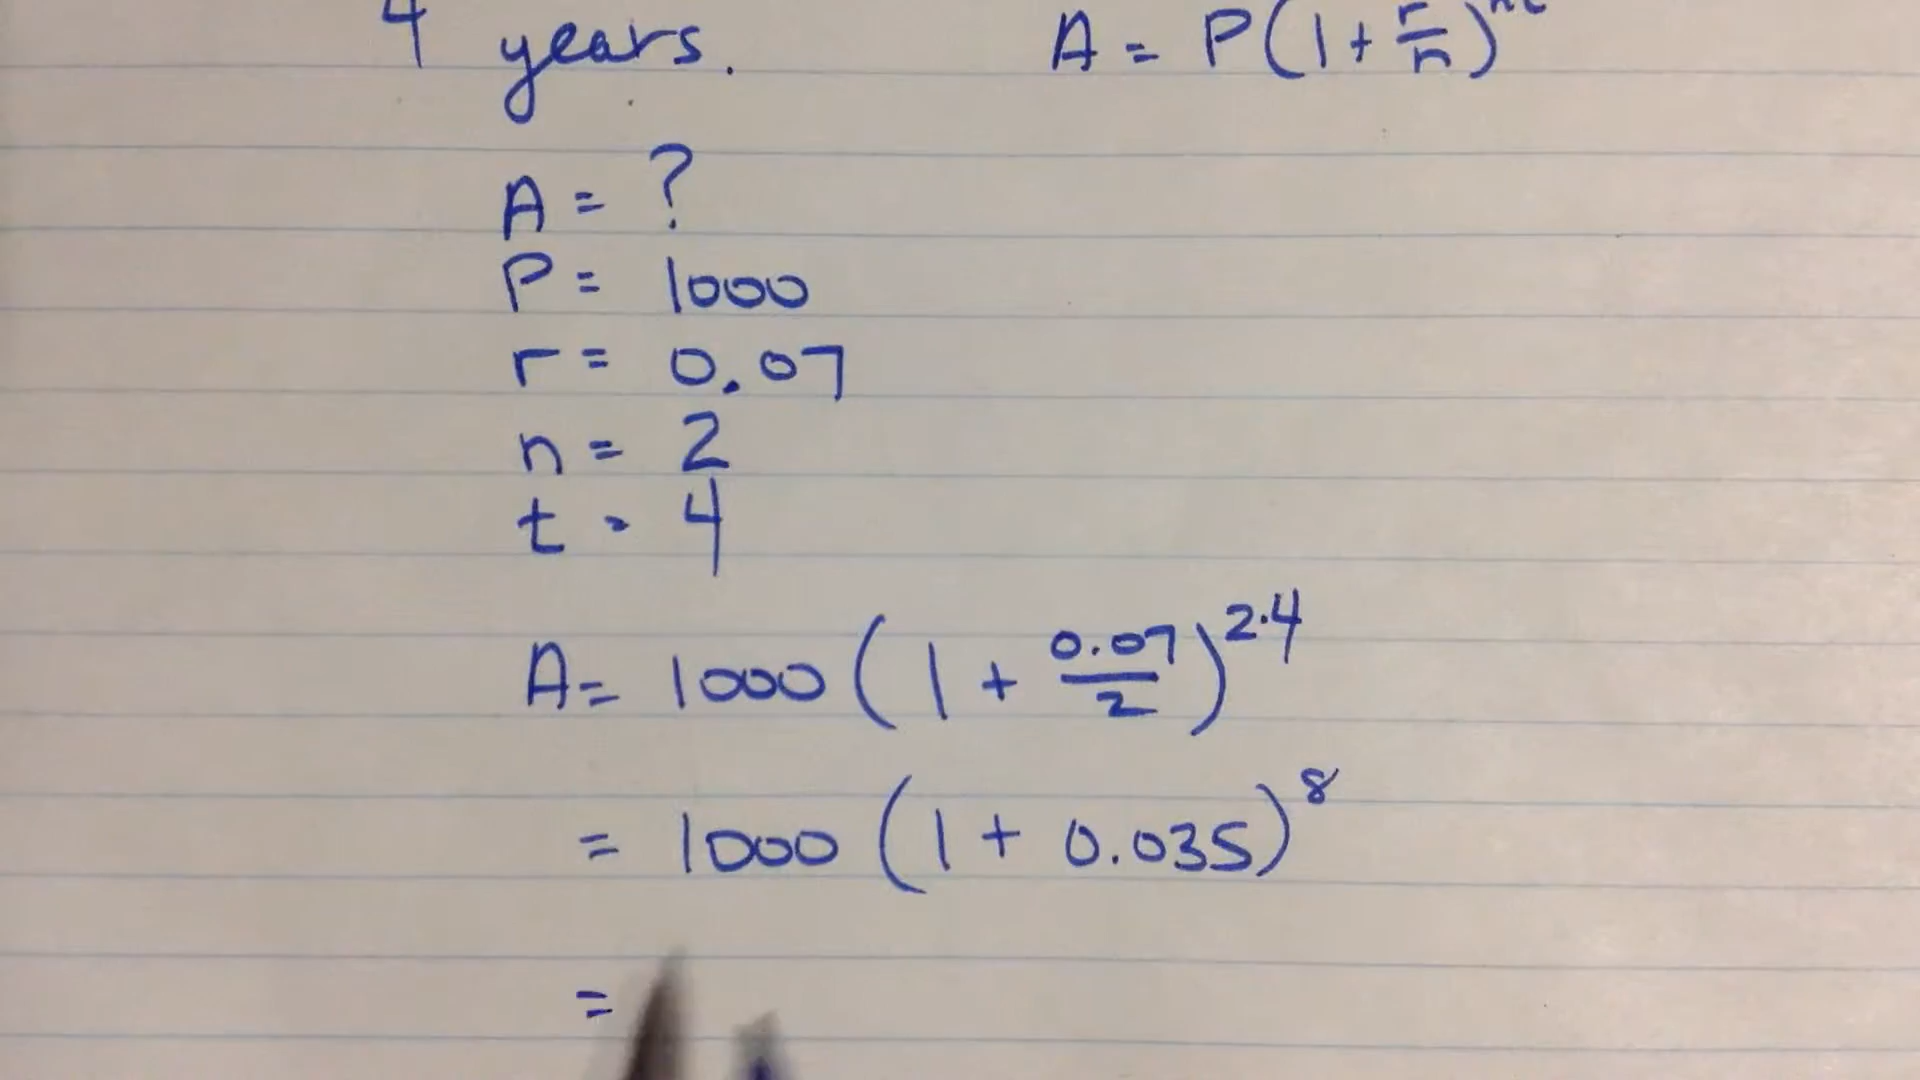 4 years. A = P(1 + r/n)^nt
A = ?
P = 1000
r = 0.07
n = 2
t = 4
A = 1000 (1 + 0.07/2)^2·4
= 1000 (1 + 0.035)^8
=